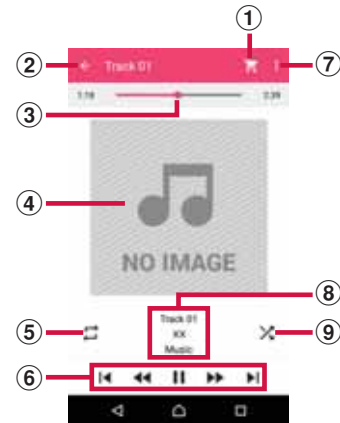 ①
② Track 01 ⑦
1:18 2:39
③
④
NO IMAGE
⑧
Track 01
⑤ XX ⑨
Music
⑥